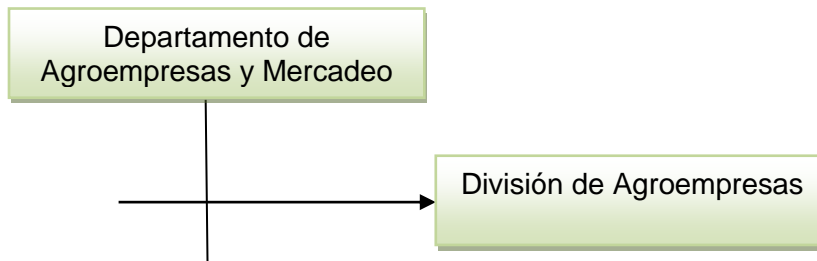 Departamento de
Agroempresas y Mercadeo
División de Agroempresas